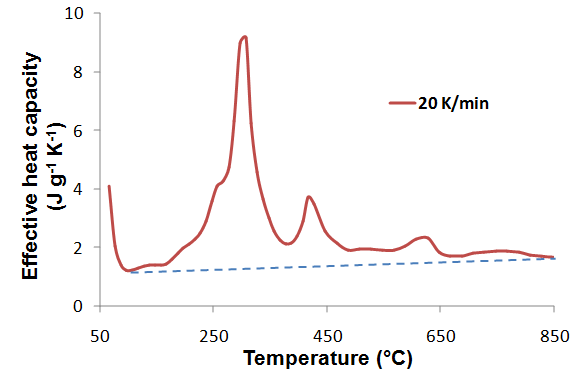 Effective heat capacity
(J g-1 K-1)
10
8
6
4
2
0
20 K/min
50
250
450
650
850
Temperature (°C)